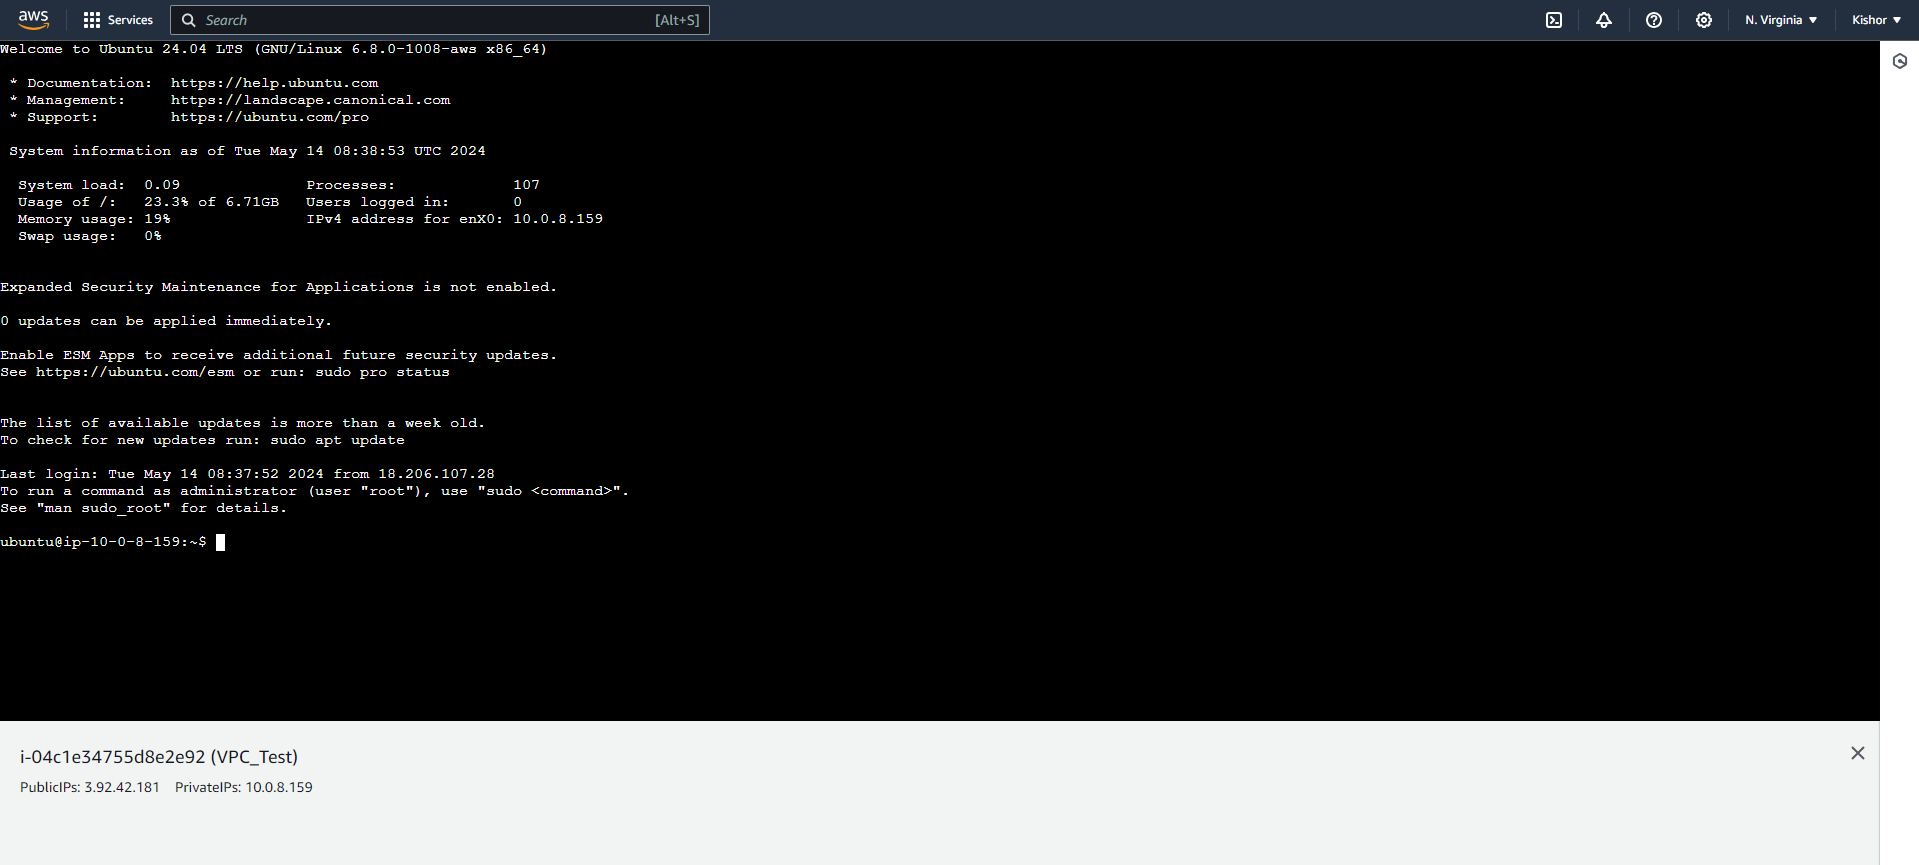 aws Services Search [Alt+S] N. Virginia Kishor
Welcome to Ubuntu 24.04 LTS (GNU/Linux 6.8.0-1008-aws x86_64)
* Documentation: https://help.ubuntu.com
* Management: https://landscape.canonical.com
* Support: https://ubuntu.com/pro
System information as of Tue May 14 08:38:53 UTC 2024
System load: 0.09 Processes: 107
Usage of /: 23.3% of 6.71GB Users logged in: 0
Memory usage: 19% IPv4 address for enX0: 10.0.8.159
Swap usage: 0%
Expanded Security Maintenance for Applications is not enabled.
0 updates can be applied immediately.
Enable ESM Apps to receive additional future security updates.
See https://ubuntu.com/esm or run: sudo pro status
The list of available updates is more than a week old.
To check for new updates run: sudo apt update
Last login: Tue May 14 08:37:52 2024 from 18.206.107.28
To run a command as administrator (user "root"), use "sudo <command>".
See "man sudo_root" for details.
ubuntu@ip-10-0-8-159:~$
i-04c1e34755d8e2e92 (VPC_Test)
PublicIPs: 3.92.42.181 PrivateIPs: 10.0.8.159